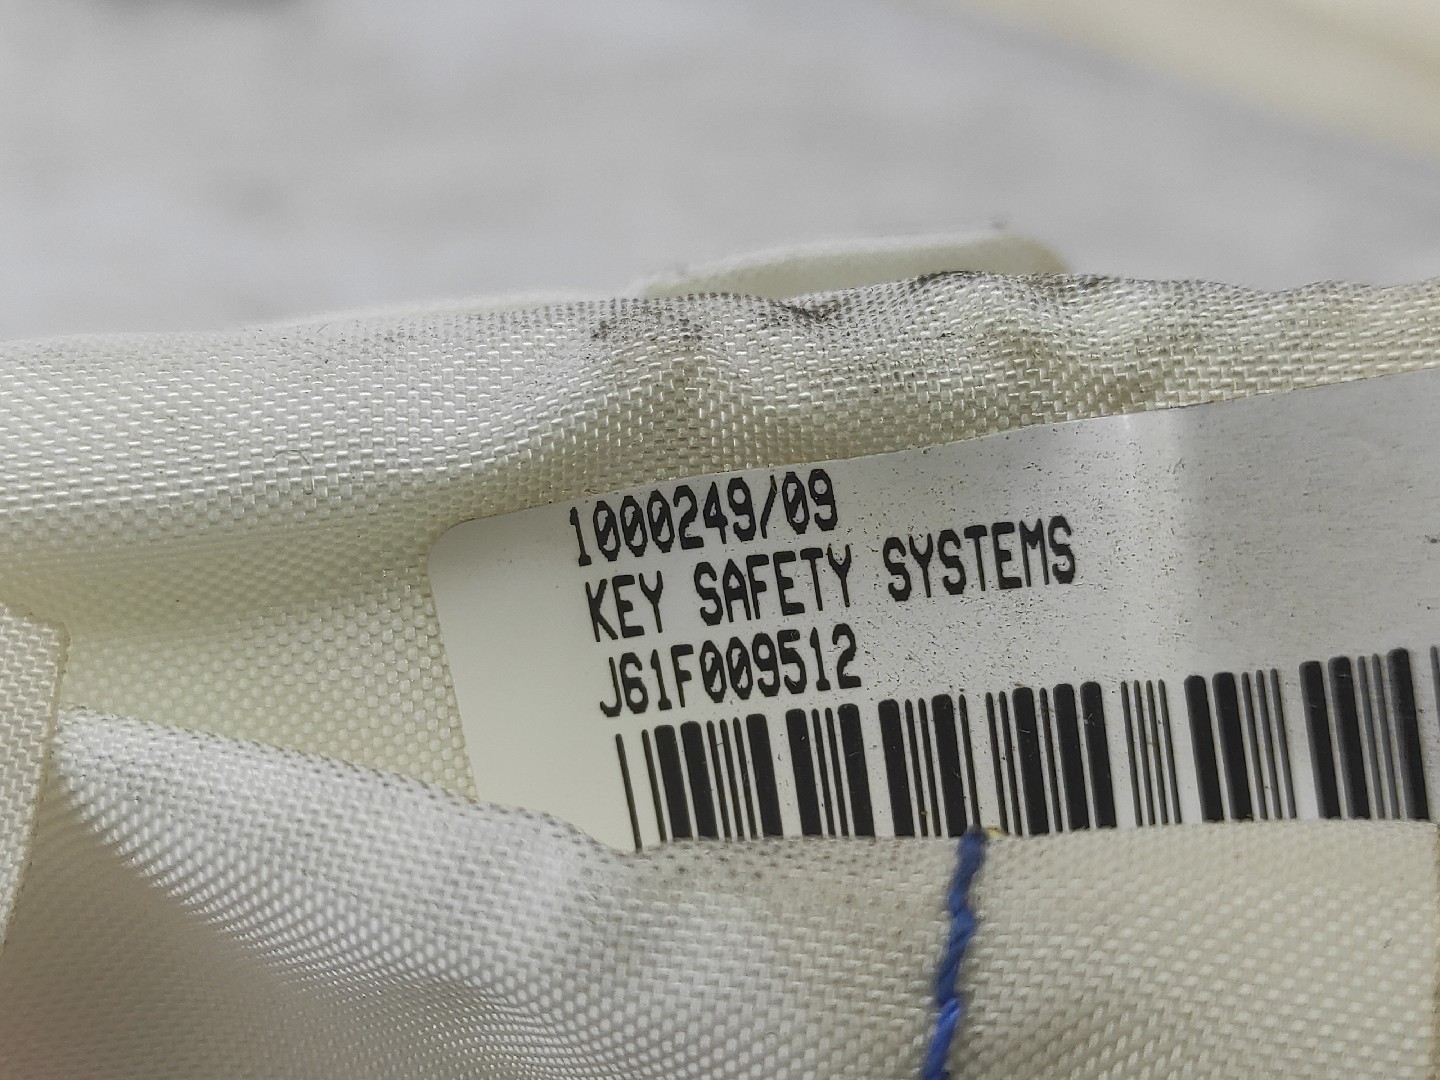 1000249/09
KEY SAFETY SYSTEMS
J61F009512